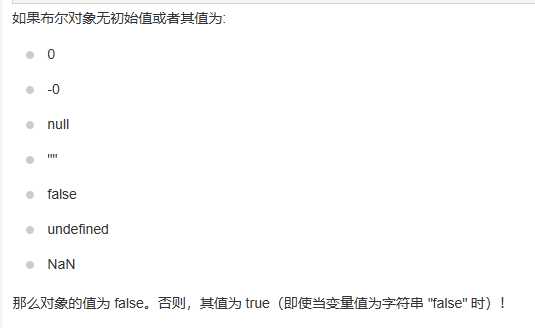 如果布尔对象无初始值或者其值为:
0
-0
null
""
false
undefined
NaN
那么对象的值为 false。否则，其值为 true（即使当变量值为字符串 "false" 时）！